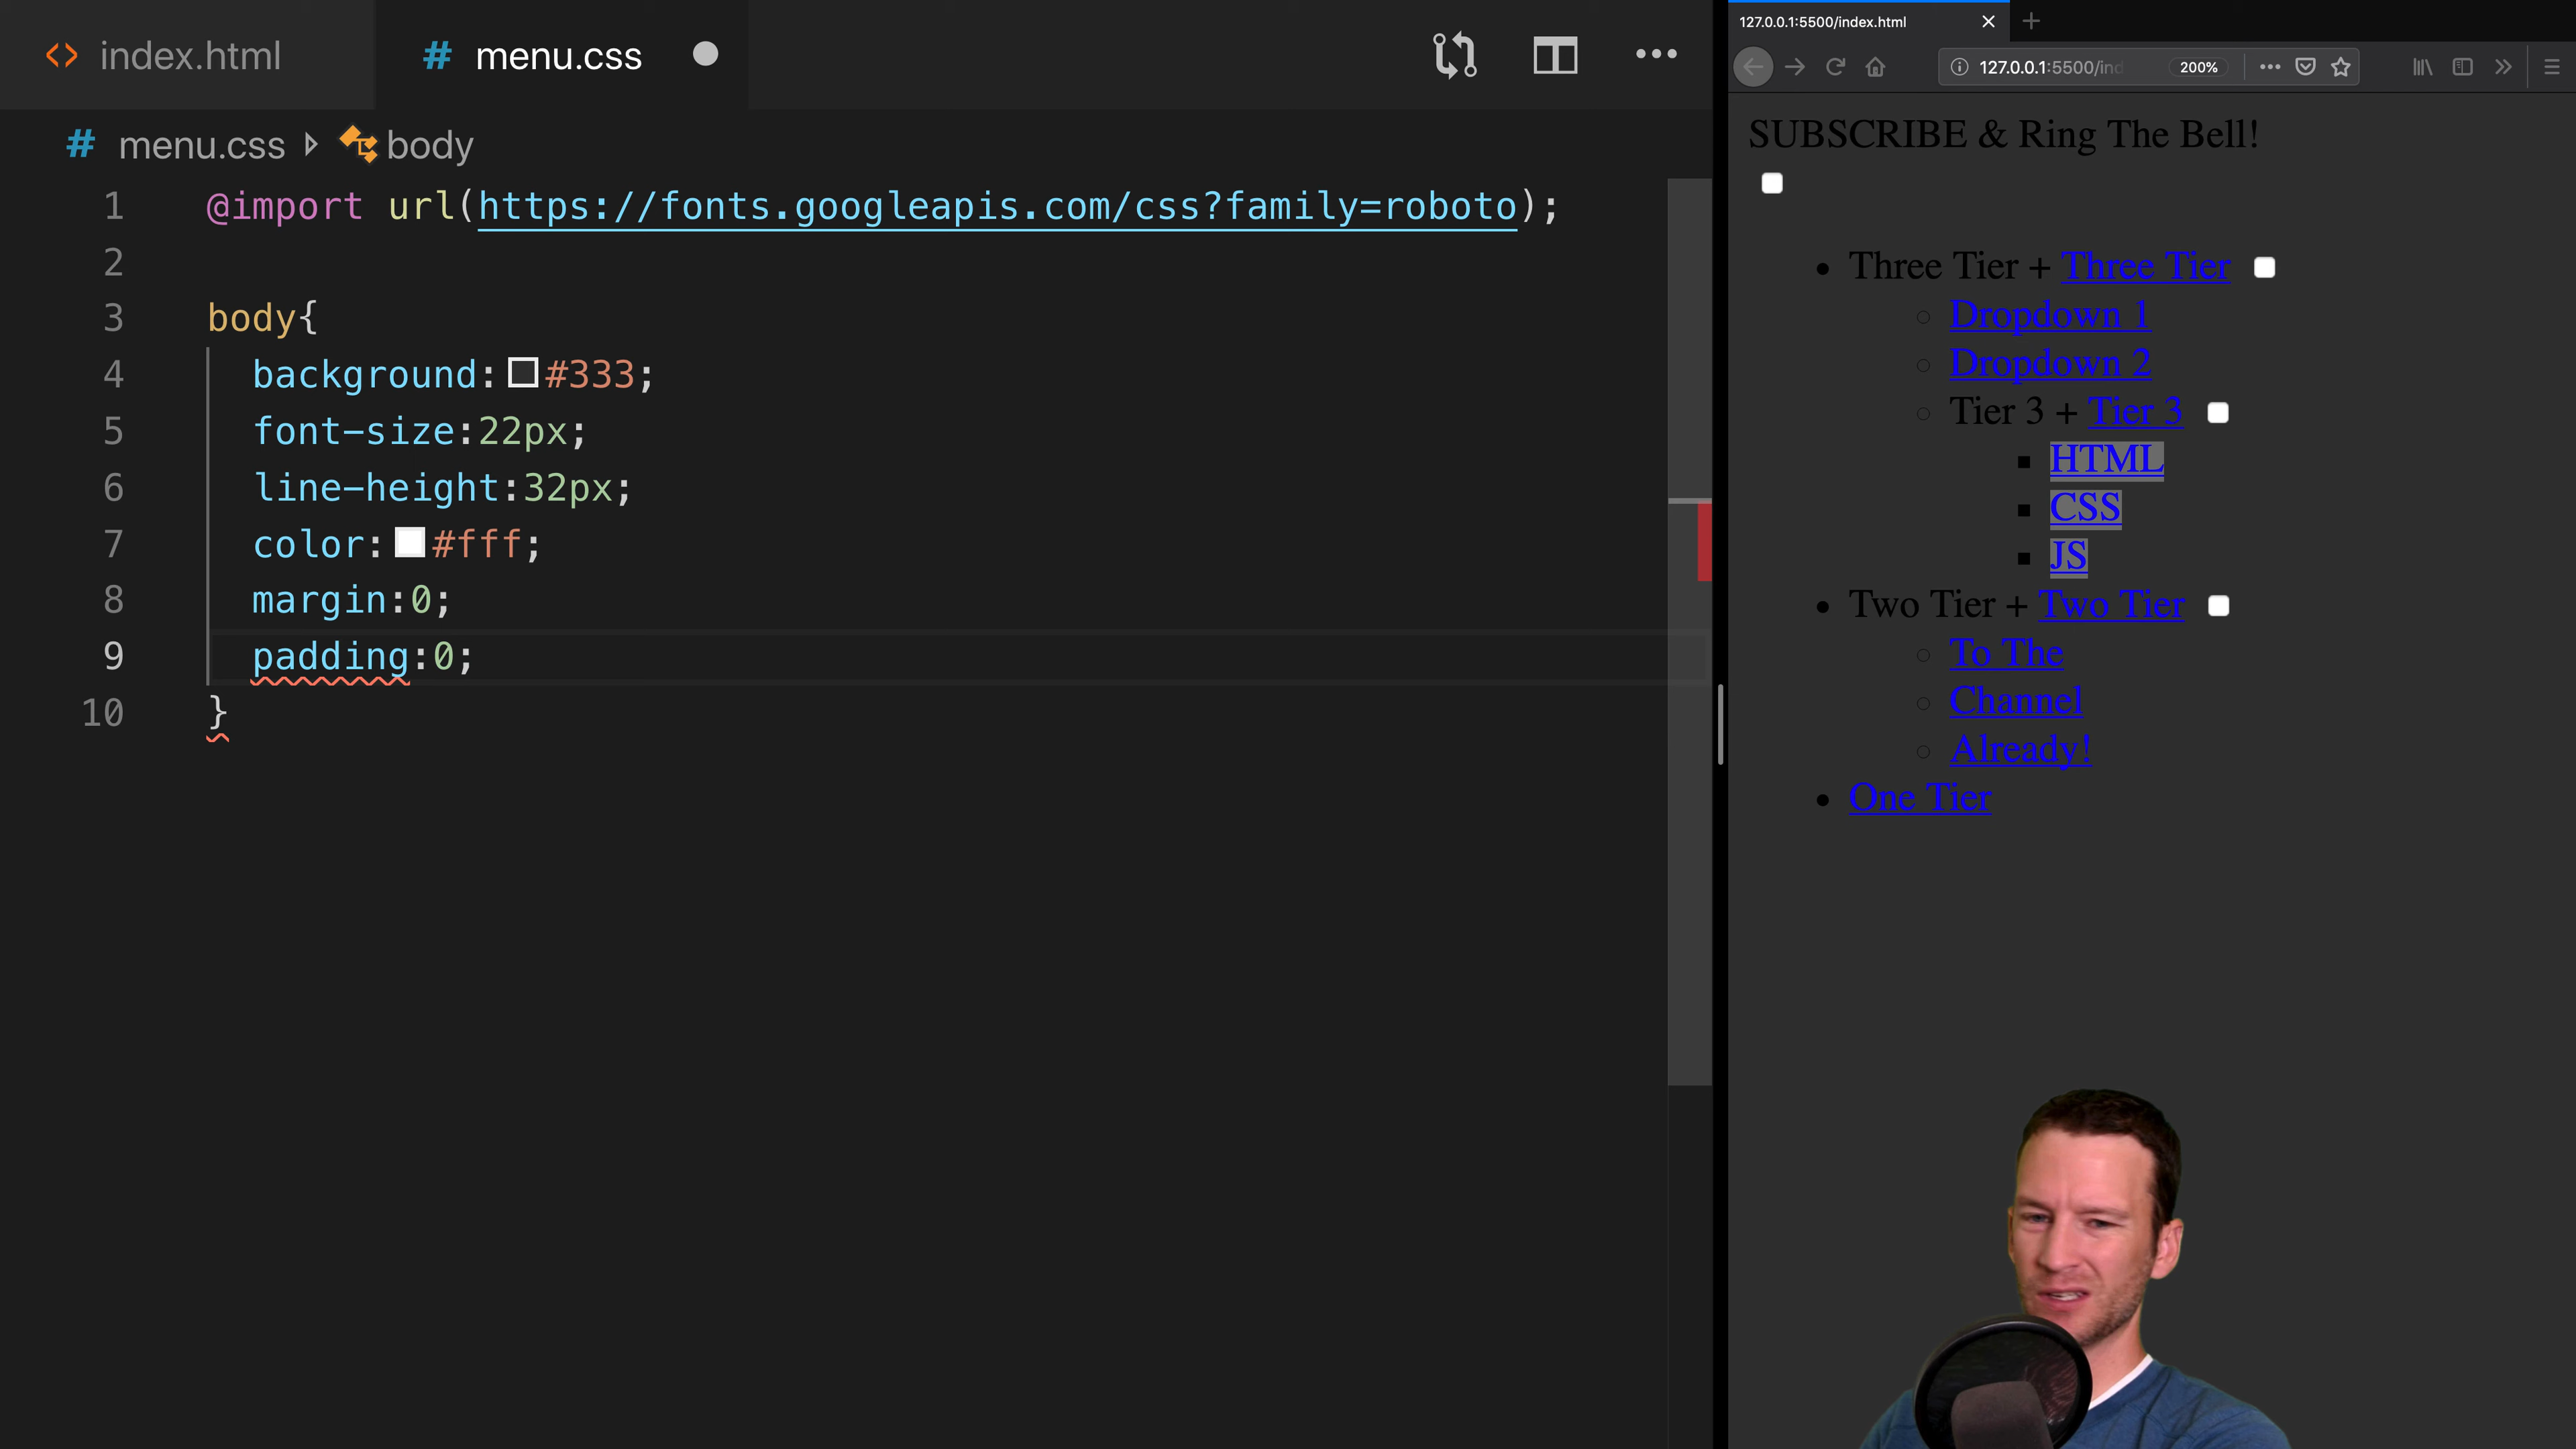 index.html
# menu.css
# menu.css body
1 @import url(https://fonts.googleapis.com/css?family=roboto);
2
3 body{
4 background: #333;
5 font-size:22px;
6 line-height:32px;
7 color: #fff;
8 margin:0;
9 padding:0;
10 }
127.0.0.1:5500/index.html
127.0.0.1:5500/ind 200%
SUBSCRIBE & Ring The Bell!
Three Tier + Three Tier
Dropdown 1
Dropdown 2
Tier 3 + Tier 3
HTML
CSS
JS
Two Tier + Two Tier
To The
Channel
Already!
One Tier